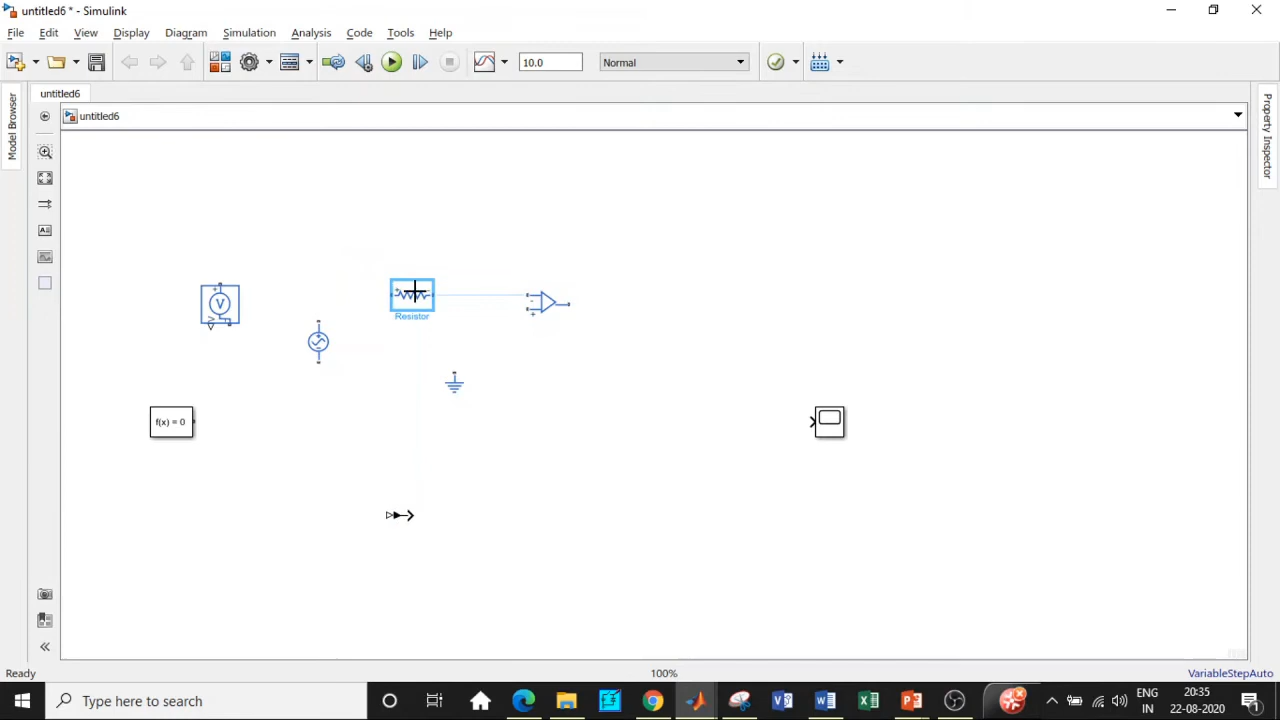 untitled6 * - Simulink
File Edit View Display Diagram Simulation Analysis Code Tools Help
10.0 Normal
untitled6
untitled6
Model Browser
Property Inspector
V
Resistor
f(x) = 0
Ready 100% VariableStepAuto
Type here to search
ENG
IN
20:35
22-08-2020